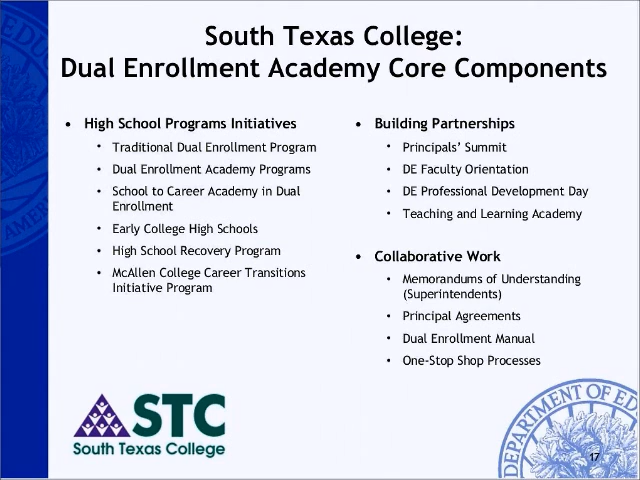 South Texas College:
Dual Enrollment Academy Core Components
• High School Programs Initiatives
• Traditional Dual Enrollment Program
• Dual Enrollment Academy Programs
• School to Career Academy in Dual
Enrollment
• Early College High Schools
• High School Recovery Program
• McAllen College Career Transitions
Initiative Program
• Building Partnerships
• Principals’ Summit
• DE Faculty Orientation
• DE Professional Development Day
• Teaching and Learning Academy
• Collaborative Work
• Memorandums of Understanding
(Superintendents)
• Principal Agreements
• Dual Enrollment Manual
• One-Stop Shop Processes
STC
South Texas College
DEPARTMENT OF ED
17